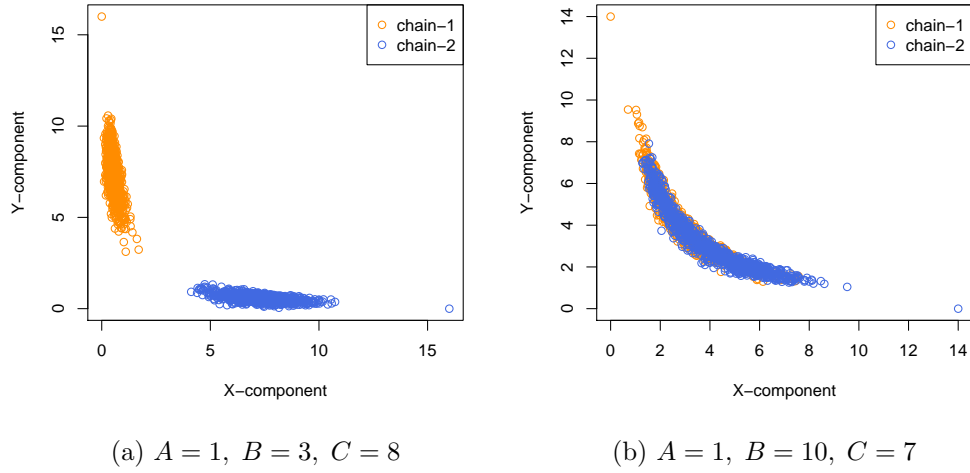 chain−1
chain−2
Y−component
15
10
5
0
0
5
10
15
X−component
(a) A = 1, B = 3, C = 8
chain−1
chain−2
Y−component
14
12
10
8
6
4
2
0
0
2
4
6
8
10
12
14
X−component
(b) A = 1, B = 10, C = 7